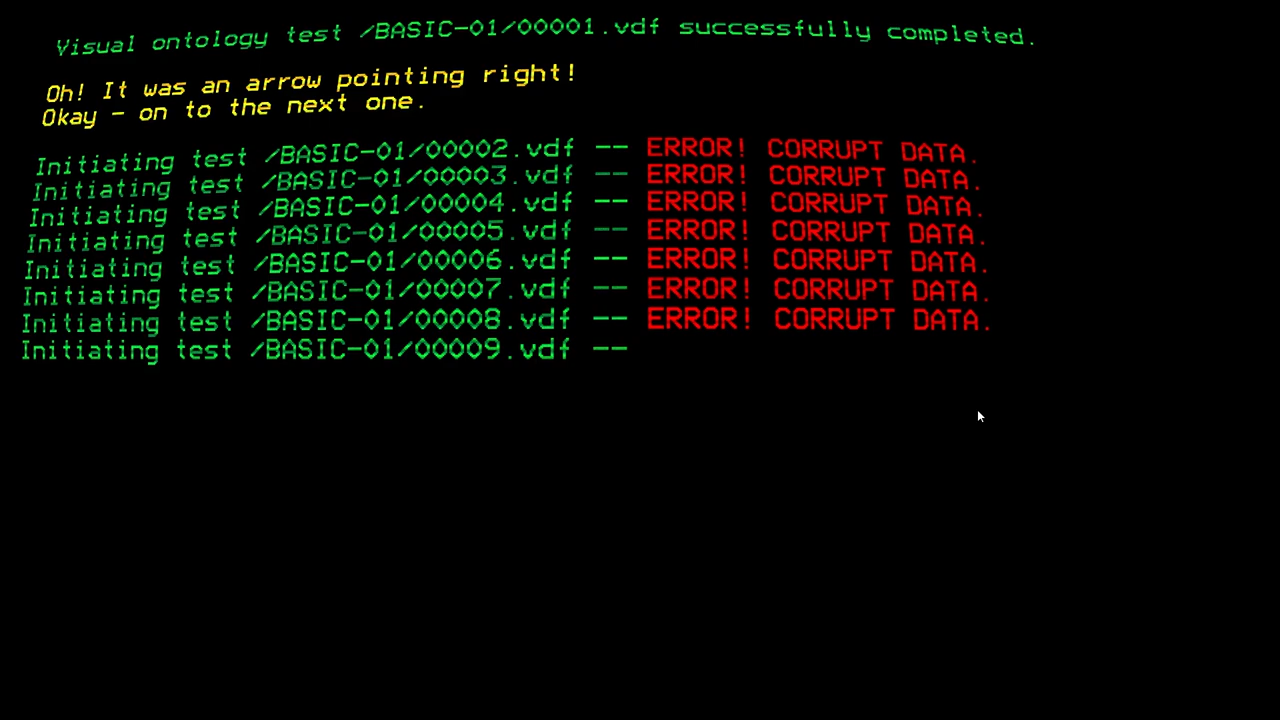 Visual ontology test /BASIC-01/00001.vdf successfully completed.
Oh! It was an arrow pointing right!
Okay - on to the next one.
Initiating test /BASIC-01/00002.vdf -- ERROR! CORRUPT DATA.
Initiating test /BASIC-01/00003.vdf -- ERROR! CORRUPT DATA.
Initiating test /BASIC-01/00004.vdf -- ERROR! CORRUPT DATA.
Initiating test /BASIC-01/00005.vdf -- ERROR! CORRUPT DATA.
Initiating test /BASIC-01/00006.vdf -- ERROR! CORRUPT DATA.
Initiating test /BASIC-01/00007.vdf -- ERROR! CORRUPT DATA.
Initiating test /BASIC-01/00008.vdf -- ERROR! CORRUPT DATA.
Initiating test /BASIC-01/00009.vdf --